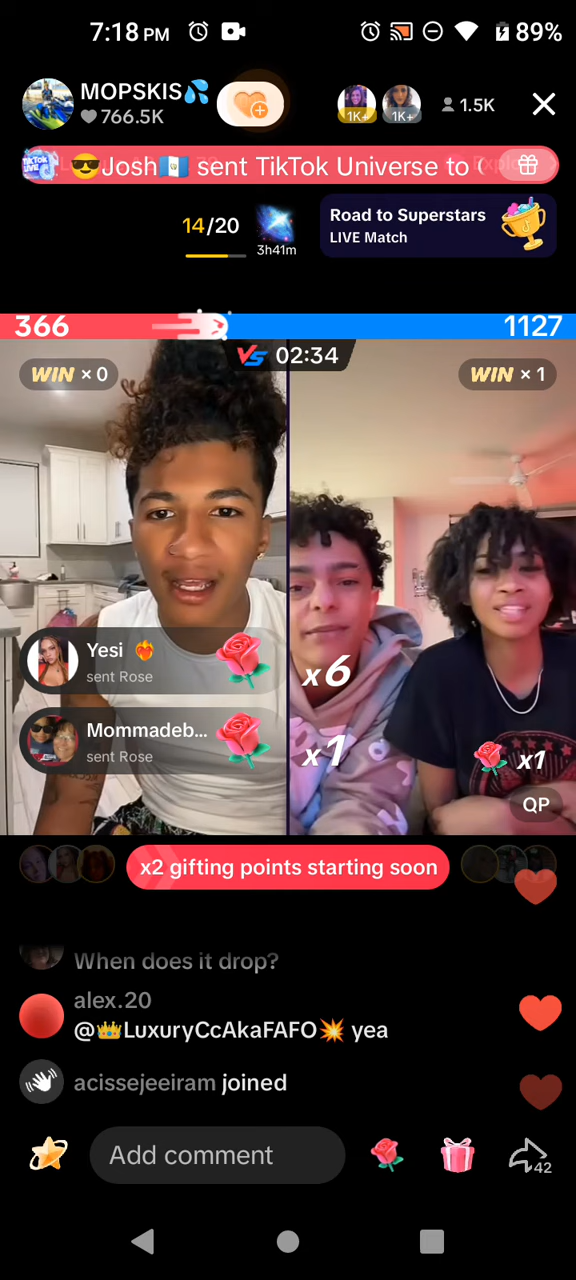 7:18 PM
89%
MOPSKIS💦
766.5K
1K+
1K+
1.5K
😎Josh🇬🇹 sent TikTok Universe to
14/20
3h41m
Road to Superstars
LIVE Match
366
1127
VS 02:34
WIN × 0
WIN × 1
Yesi ❤️‍🔥
sent Rose
x6
Mommadeb...
sent Rose
x1
x1
QP
x2 gifting points starting soon
When does it drop?
alex.20
@👑LuxuryCcAkaFAFO💥 yea
acissejeeiram joined
Add comment
42